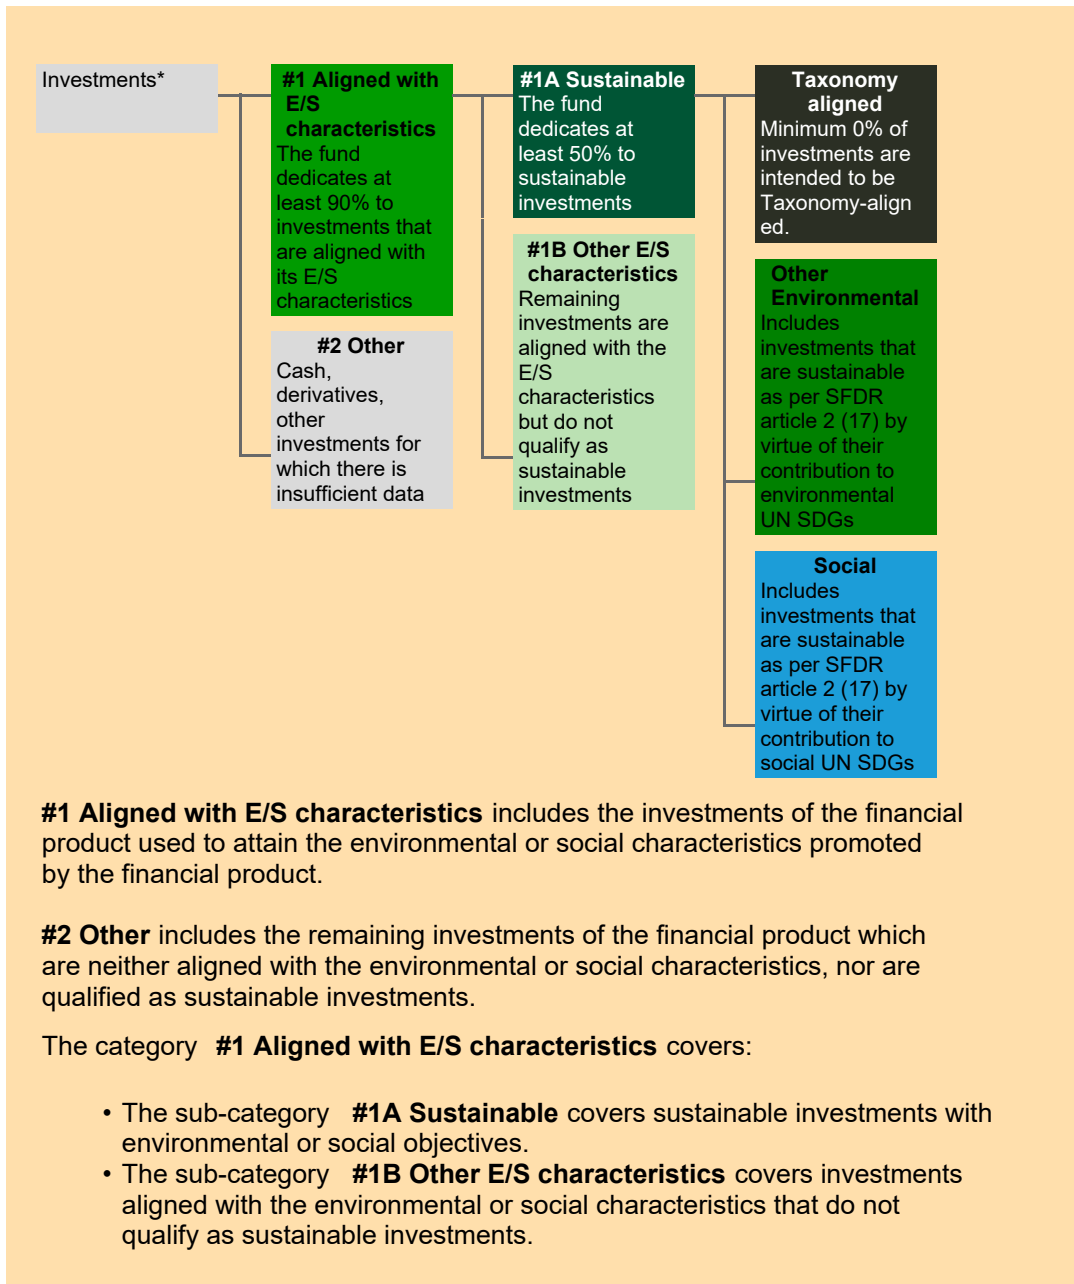 Investments*
#1 Aligned with
E/S
characteristics
The fund
dedicates at
least 90% to
investments that
are aligned with
its E/S
characteristics
#2 Other
Cash,
derivatives,
other
investments for
which there is
insufficient data
#1A Sustainable
The fund
dedicates at
least 50% to
sustainable
investments
#1B Other E/S
characteristics
Remaining
investments are
aligned with the
E/S
characteristics
but do not
qualify as
sustainable
investments
Taxonomy
aligned
Minimum 0% of
investments are
intended to be
Taxonomy-align
ed.
Other
Environmental
Includes
investments that
are sustainable
as per SFDR
article 2 (17) by
virtue of their
contribution to
environmental
UN SDGs
Social
Includes
investments that
are sustainable
as per SFDR
article 2 (17) by
virtue of their
contribution to
social UN SDGs
#1 Aligned with E/S characteristics includes the investments of the financial
product used to attain the environmental or social characteristics promoted
by the financial product.
#2 Other includes the remaining investments of the financial product which
are neither aligned with the environmental or social characteristics, nor are
qualified as sustainable investments.
The category #1 Aligned with E/S characteristics covers:
• The sub-category #1A Sustainable covers sustainable investments with
environmental or social objectives.
• The sub-category #1B Other E/S characteristics covers investments
aligned with the environmental or social characteristics that do not
qualify as sustainable investments.